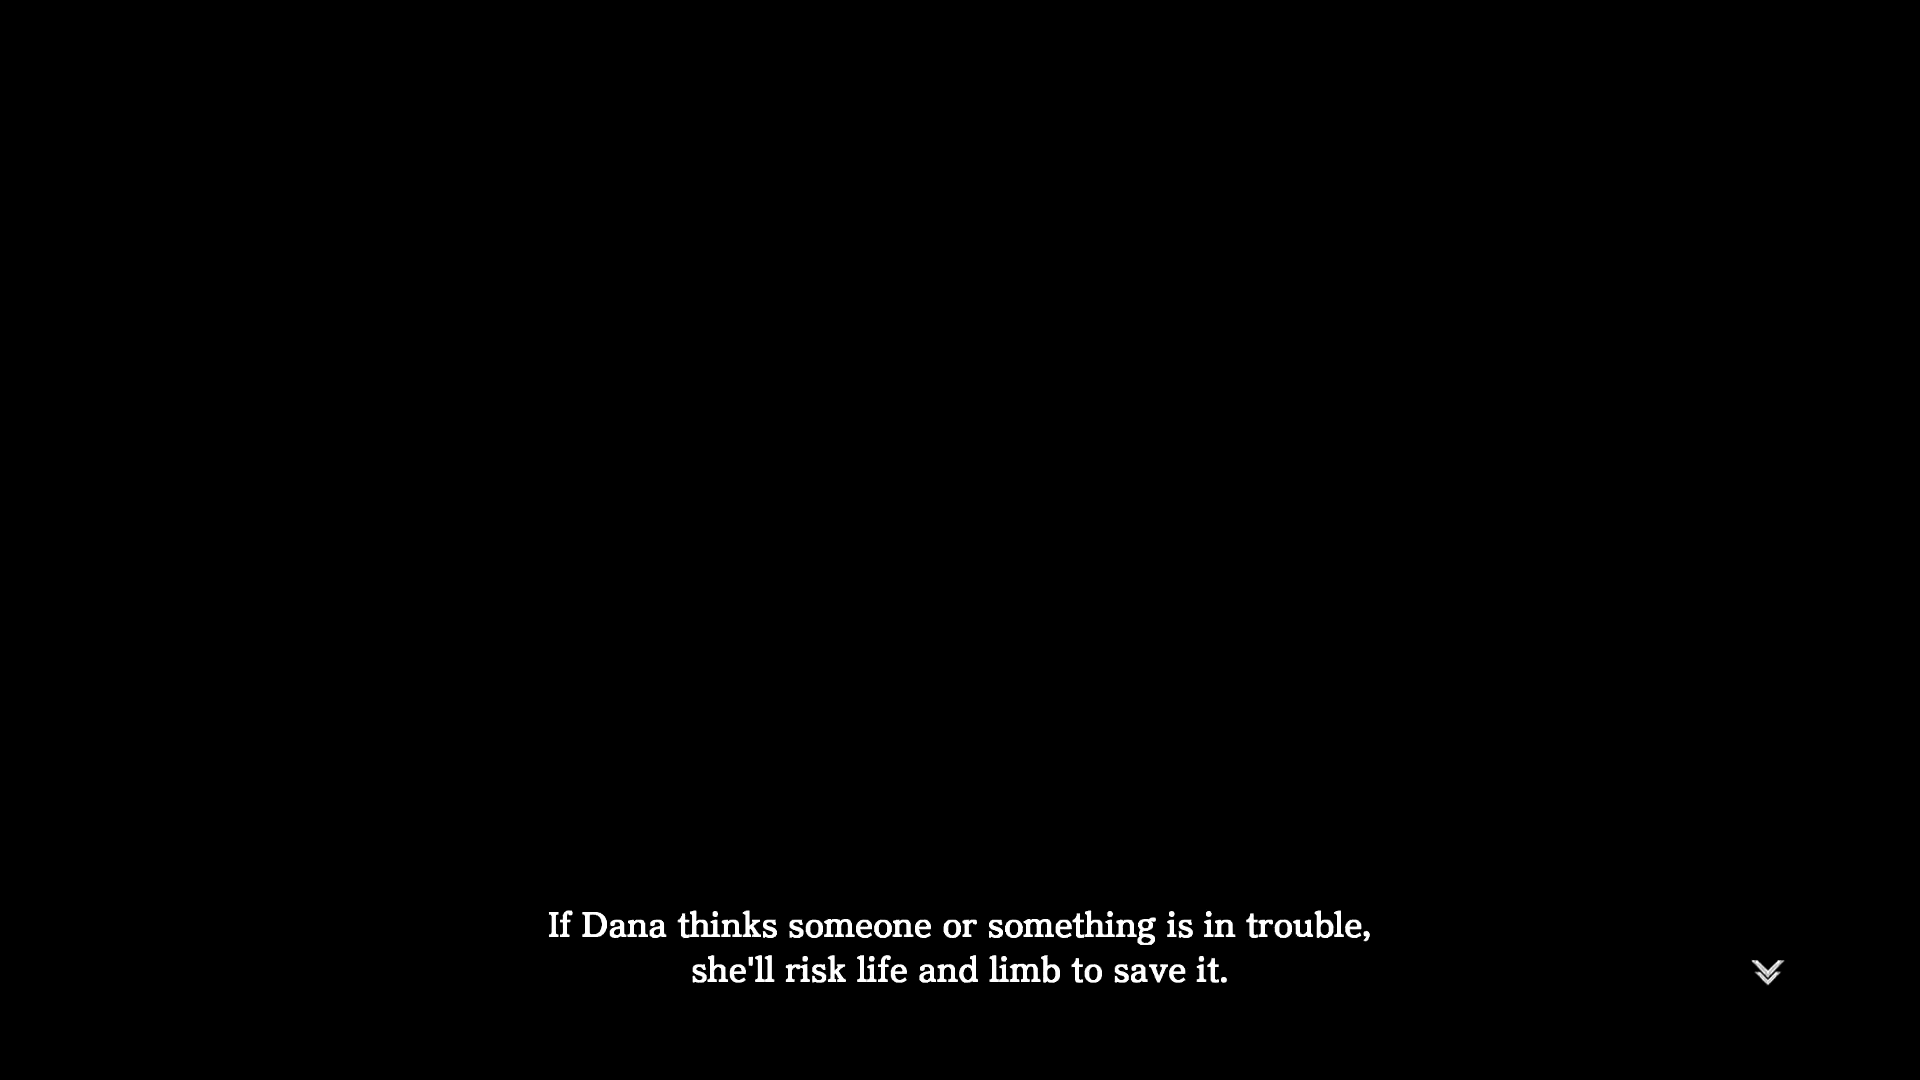 If Dana thinks someone or something is in trouble,
she'll risk life and limb to save it.